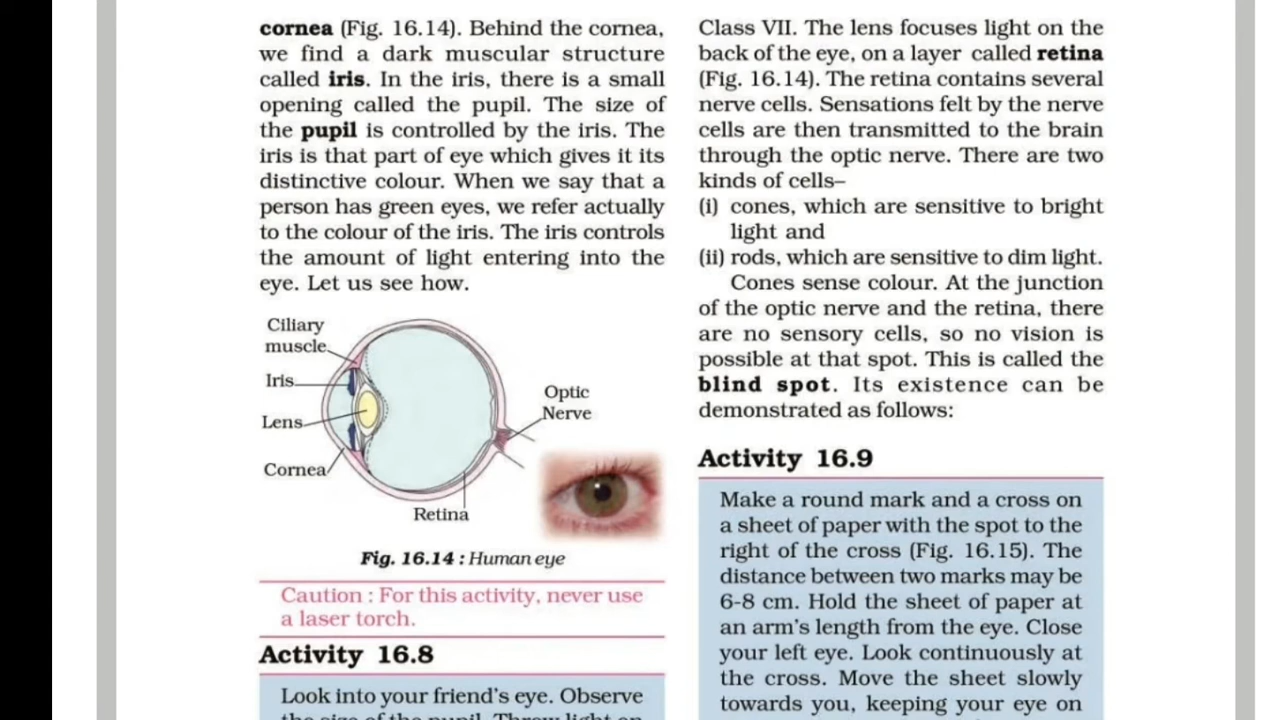 cornea (Fig. 16.14). Behind the cornea,
we find a dark muscular structure
called iris. In the iris, there is a small
opening called the pupil. The size of
the pupil is controlled by the iris. The
iris is that part of eye which gives it its
distinctive colour. When we say that a
person has green eyes, we refer actually
to the colour of the iris. The iris controls
the amount of light entering into the
eye. Let us see how.
Ciliary
muscle
Iris
Lens
Cornea
Optic
Nerve
Retina
Fig. 16.14 : Human eye
Caution : For this activity, never use
a laser torch.
Activity 16.8
Look into your friend's eye. Observe
the size of the pupil. Throw light on
Class VII. The lens focuses light on the
back of the eye, on a layer called retina
(Fig. 16.14). The retina contains several
nerve cells. Sensations felt by the nerve
cells are then transmitted to the brain
through the optic nerve. There are two
kinds of cells–
(i) cones, which are sensitive to bright
light and
(ii) rods, which are sensitive to dim light.
Cones sense colour. At the junction
of the optic nerve and the retina, there
are no sensory cells, so no vision is
possible at that spot. This is called the
blind spot. Its existence can be
demonstrated as follows:
Activity 16.9
Make a round mark and a cross on
a sheet of paper with the spot to the
right of the cross (Fig. 16.15). The
distance between two marks may be
6-8 cm. Hold the sheet of paper at
an arm's length from the eye. Close
your left eye. Look continuously at
the cross. Move the sheet slowly
towards you, keeping your eye on